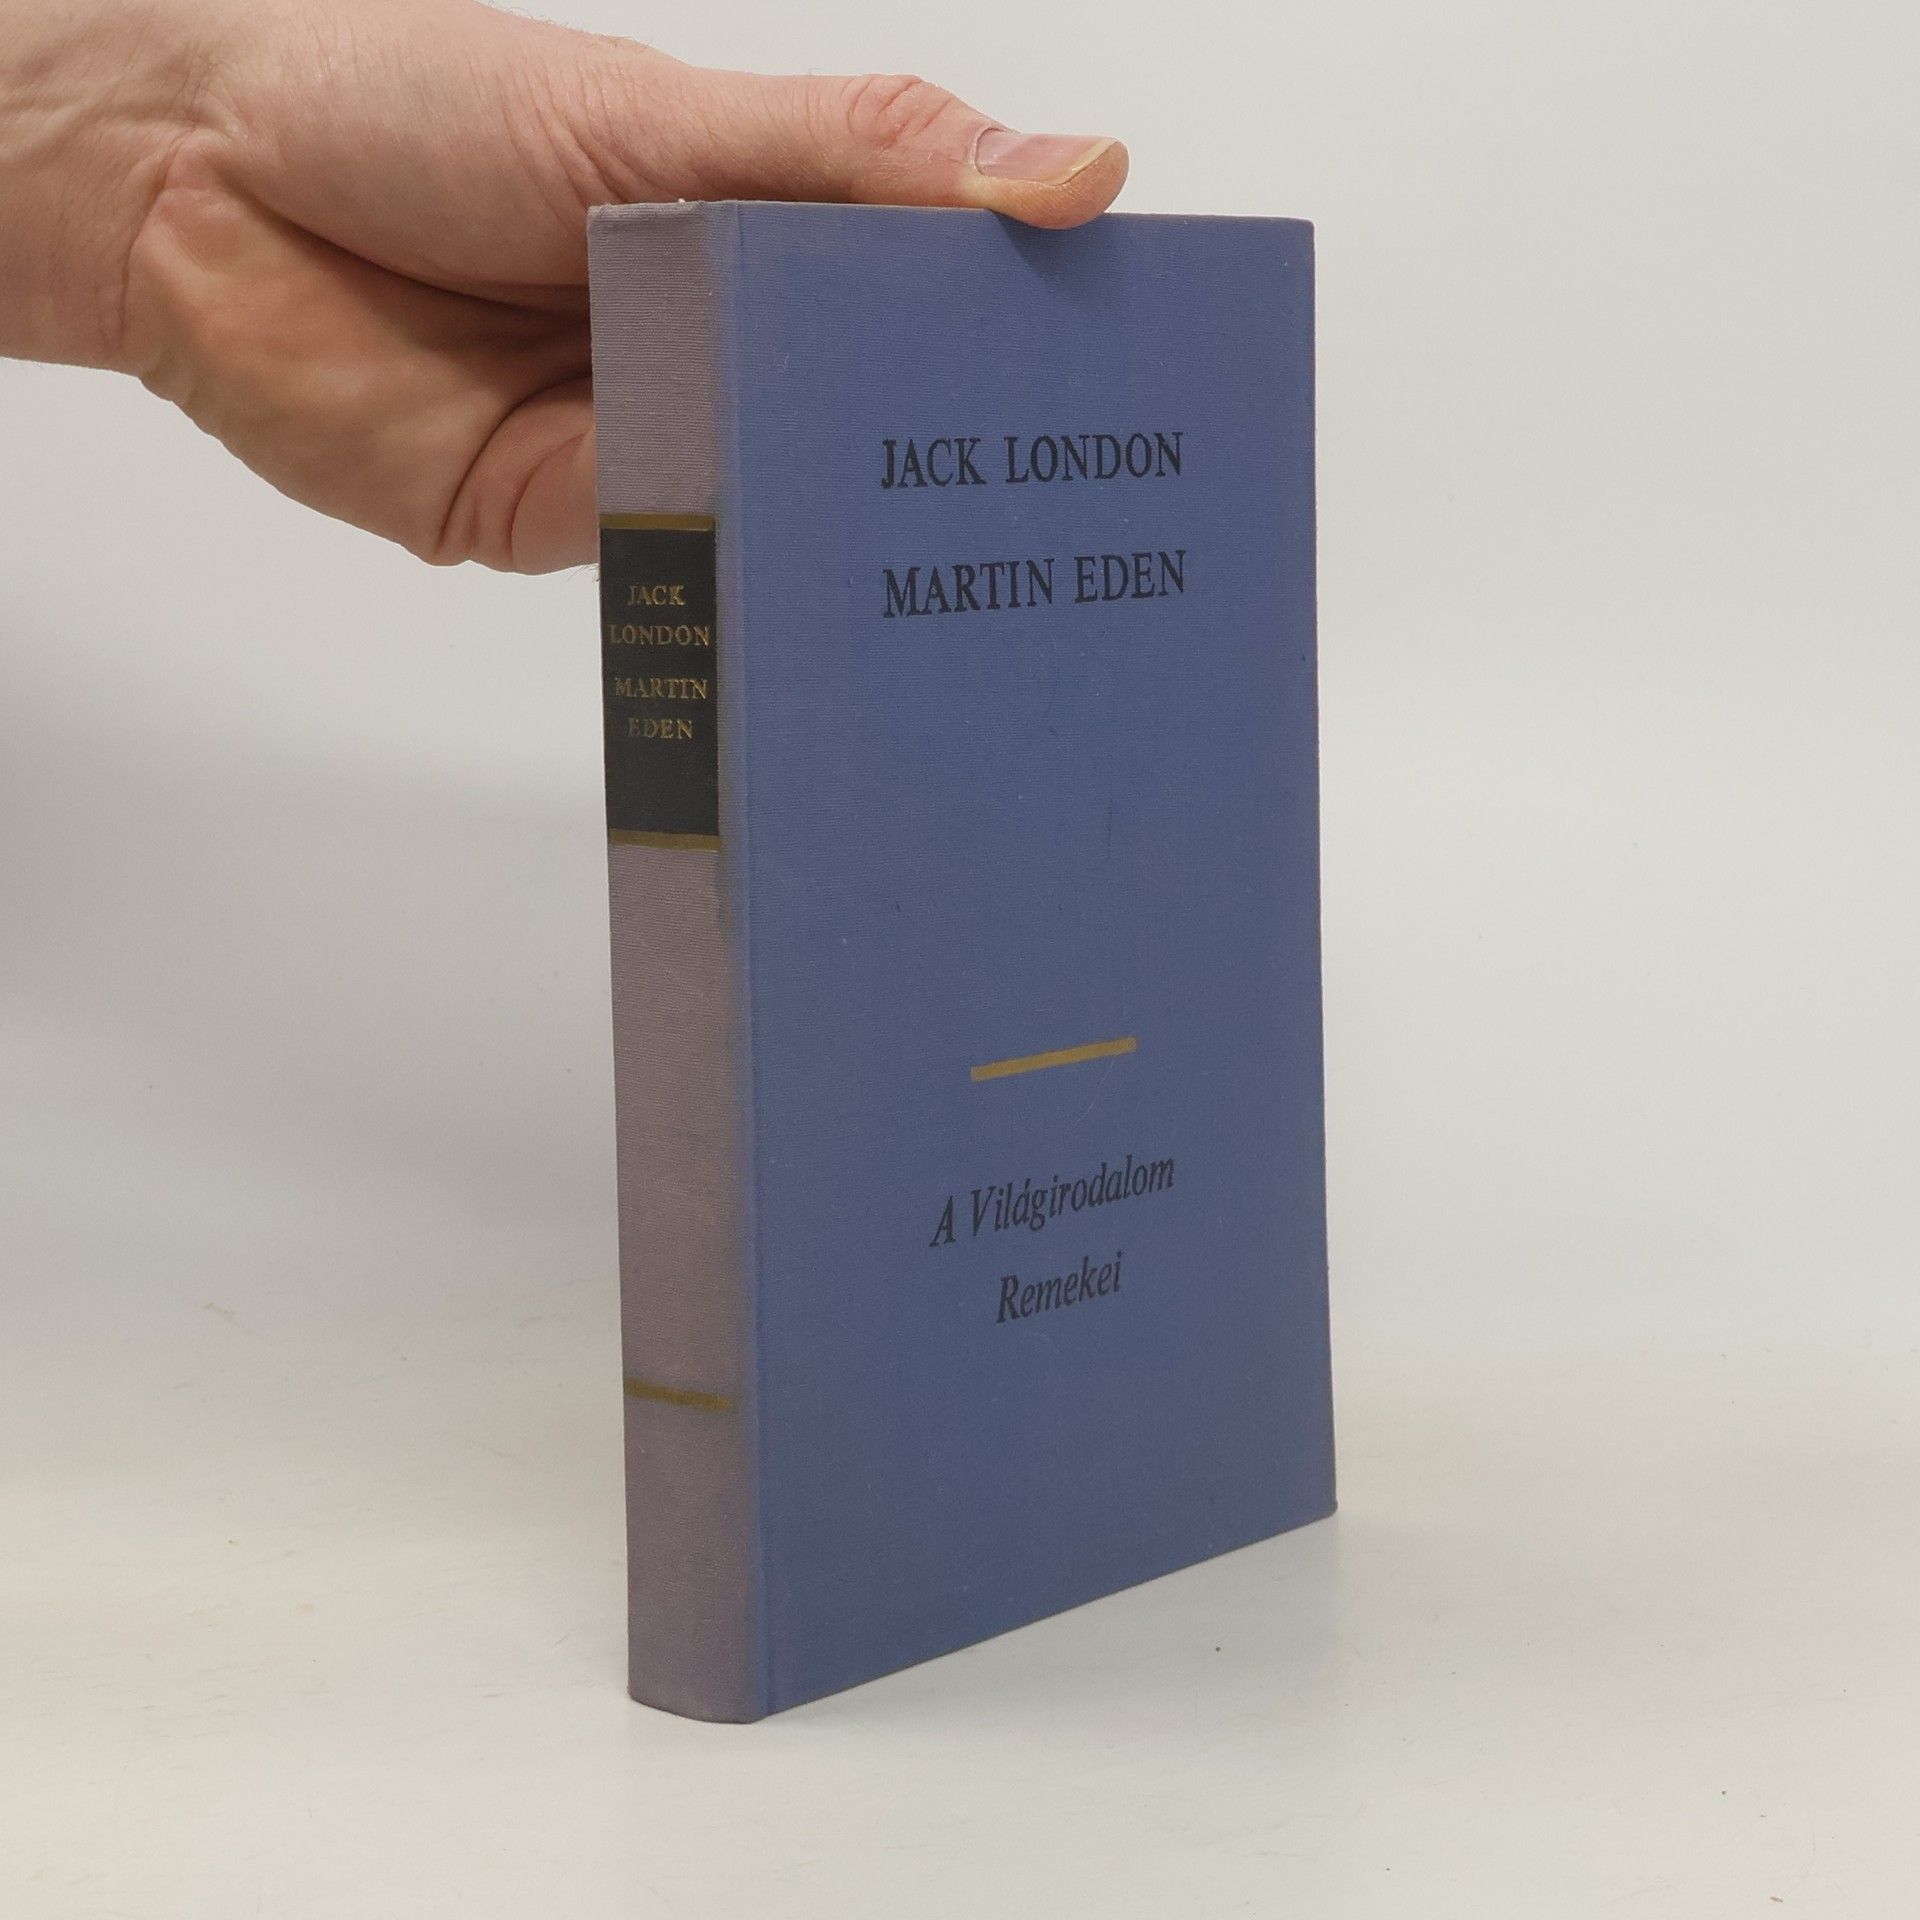 JACK
LONDON
MARTIN
EDEN
JACK LONDON
MARTIN EDEN
A Világirodalom
Remekei